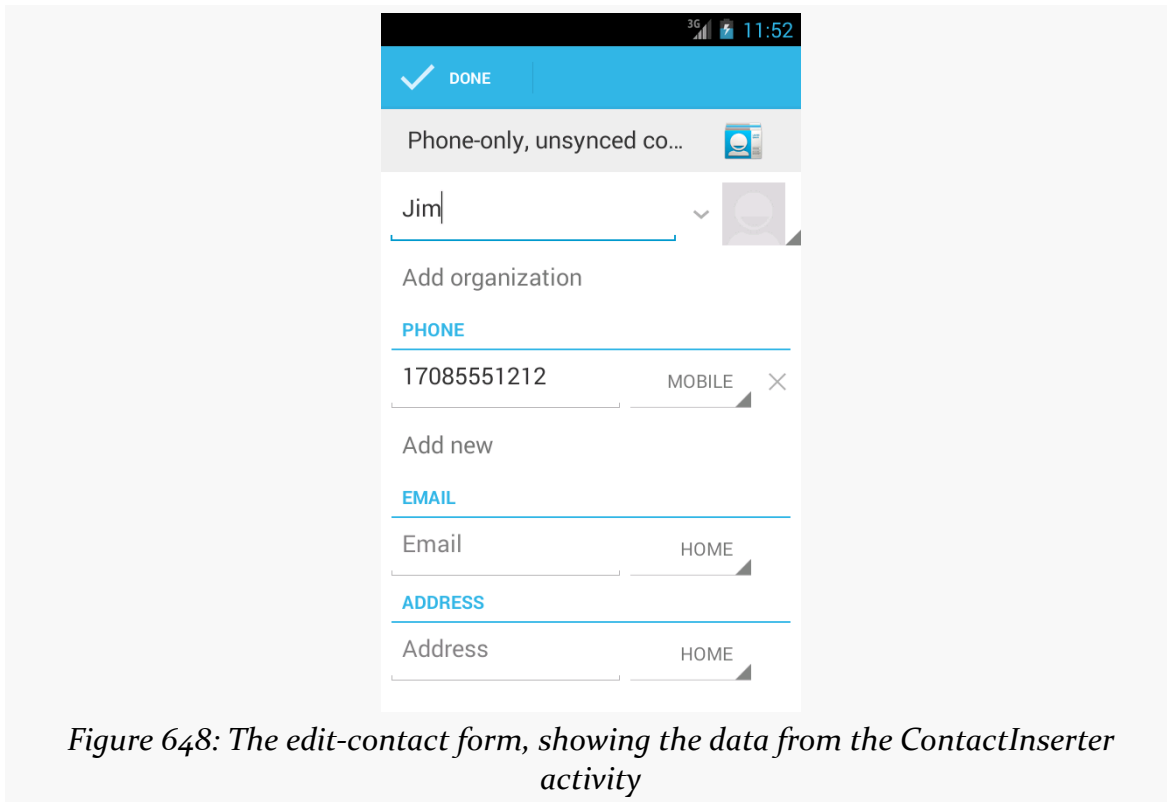 3G 11:52
DONE
Phone-only, unsynced co...
Jim
Add organization
PHONE
17085551212 MOBILE
Add new
EMAIL
Email HOME
ADDRESS
Address HOME
Figure 648: The edit-contact form, showing the data from the ContactInserter
activity